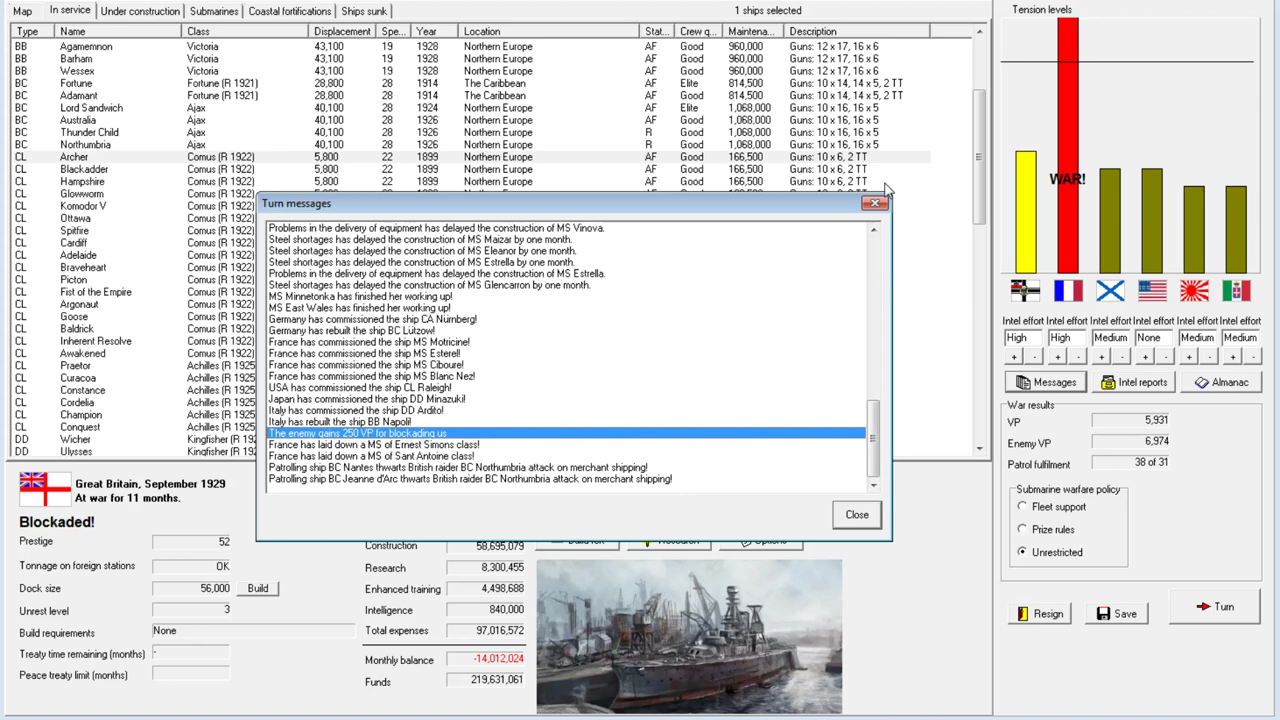 Map In service Under construction Submarines Coastal fortifications Ships sunk 1 ships selected Tension levels
Type Name Class Displacement Spe... Year Location Stat... Crew q... Maintena... Description
BB Agamemnon Victoria 43,100 19 1928 Northern Europe AF Good 960,000 Guns: 12 x 17, 16 x 6
BB Barham Victoria 43,100 19 1928 Northern Europe AF Good 960,000 Guns: 12 x 17, 16 x 6
BB Wessex Victoria 43,100 19 1928 Northern Europe AF Good 960,000 Guns: 12 x 17, 16 x 6
BC Fortune Fortune (R 1921) 28,800 28 1914 The Caribbean AF Elite 814,500 Guns: 10 x 14, 14 x 5, 2 TT
BC Adamant Fortune (R 1921) 28,800 28 1914 The Caribbean AF Good 814,500 Guns: 10 x 14, 14 x 5, 2 TT
BC Lord Sandwich Ajax 40,100 28 1924 Northern Europe AF Elite 1,068,000 Guns: 10 x 16, 16 x 5
BC Australia Ajax 40,100 28 1926 Northern Europe AF Good 1,068,000 Guns: 10 x 16, 16 x 5
BC Thunder Child Ajax 40,100 28 1926 Northern Europe R Good 1,068,000 Guns: 10 x 16, 16 x 5
BC Northumbria Ajax 40,100 28 1926 Northern Europe R Good 1,068,000 Guns: 10 x 16, 16 x 5
CL Archer Comus (R 1922) 5,800 22 1899 Northern Europe AF Good 166,500 Guns: 10 x 6, 2 TT
CL Blackadder Comus (R 1922) 5,800 22 1899 Northern Europe AF Good 166,500 Guns: 10 x 6, 2 TT
CL Hampshire Comus (R 1922) 5,800 22 1899 Northern Europe AF Good 166,500 Guns: 10 x 6, 2 TT
CL Glowworm Comus (R 1922)
CL Komodor V Comus (R 1922)
CL Ottawa Comus (R 1922)
CL Spitfire Comus (R 1922)
CL Cardiff Comus (R 1922)
CL Adelaide Comus (R 1922)
CL Braveheart Comus (R 1922)
CL Picton Comus (R 1922)
CL Fist of the Empire Comus (R 1922)
CL Argonaut Comus (R 1922)
CL Goose Comus (R 1922)
CL Baldrick Comus (R 1922)
CL Inherent Resolve Comus (R 1922)
CL Awakened Comus (R 1922)
CL Praetor Achilles (R 1925
CL Curacoa Achilles (R 1925
CL Constance Achilles (R 1925
CL Cordelia Achilles (R 1925
CL Champion Achilles (R 1925
CL Conquest Achilles (R 1925
DD Wicher Kingfisher (R 19
DD Ulysses Kingfisher (R 19
Turn messages
Problems in the delivery of equipment has delayed the construction of MS Vinova.
Steel shortages has delayed the construction of MS Maizar by one month.
Steel shortages has delayed the construction of MS Eleanor by one month.
Steel shortages has delayed the construction of MS Estrella by one month.
Problems in the delivery of equipment has delayed the construction of MS Estrella.
Steel shortages has delayed the construction of MS Glencarron by one month.
MS Minnetonka has finished her working up!
MS East Wales has finished her working up!
Germany has commissioned the ship CA Nürnberg!
Germany has rebuilt the ship BC Lützow!
France has commissioned the ship MS Motricine!
France has commissioned the ship MS Esterel!
France has commissioned the ship MS Ciboure!
France has commissioned the ship MS Blanc Nez!
USA has commissioned the ship CL Raleigh!
Japan has commissioned the ship DD Minazuki!
Italy has commissioned the ship DD Ardito!
Italy has rebuilt the ship BB Napoli!
The enemy gains 250 VP for blockading us
France has laid down a MS of Ernest Simons class!
France has laid down a MS of Sant Antoine class!
Patrolling ship BC Nantes thwarts British raider BC Northumbria attack on merchant shipping!
Patrolling ship BC Jeanne d'Arc thwarts British raider BC Northumbria attack on merchant shipping!
Close
WAR!
Intel effort Intel effort Intel effort Intel effort Intel effort Intel effort
High High Medium None Medium Medium
+ - + - + - + - + - + -
Messages Intel reports Almanac
War results
VP 5,931
Enemy VP 6,974
Patrol fulfilment 38 of 31
Submarine warfare policy
Fleet support
Prize rules
Unrestricted
Resign Save Turn
Great Britain, September 1929
At war for 11 months.
Blockaded!
Prestige 52
Tonnage on foreign stations OK
Dock size 56,000 Build
Unrest level 3
Build requirements None
Treaty time remaining (months) -
Peace treaty limit (months)
Construction 58,695,079
Research 8,300,455
Enhanced training 4,498,688
Intelligence 840,000
Total expenses 97,016,572
Monthly balance -14,012,024
Funds 219,631,061